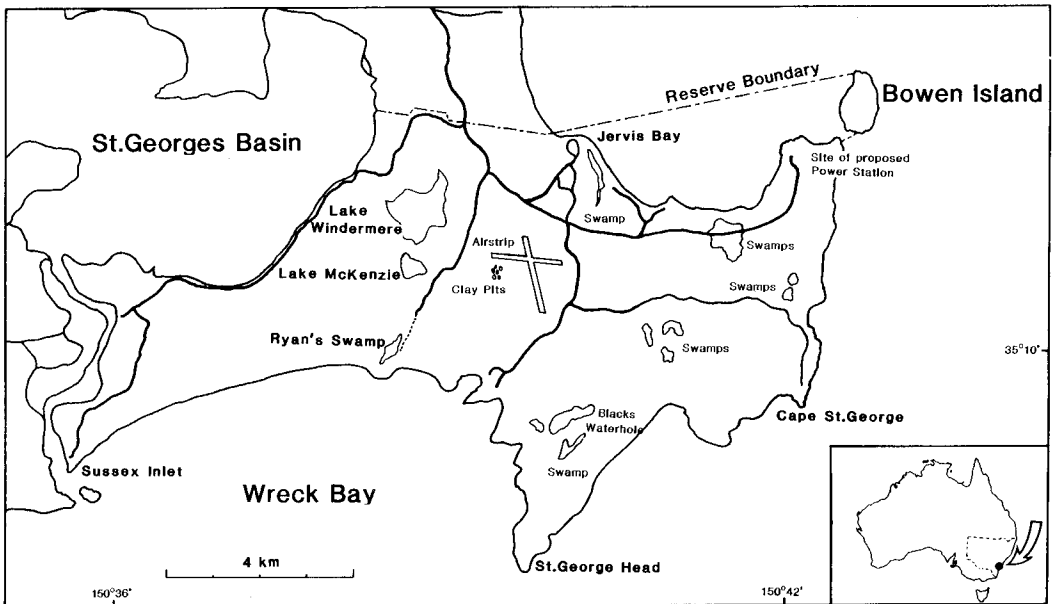 Reserve Boundary
Bowen Island
St.Georges Basin
Jervis Bay
Site of proposed
Power Station
Lake
Windermere
Swamp
Airstrip
Swamps
Lake McKenzie
Clay Pits
Swamps
Ryan's Swamp
Swamps
35°10'
Blacks
Waterhole
Cape St.George
Swamp
Sussex Inlet
Wreck Bay
4 km
St.George Head
150°36'
150°42'